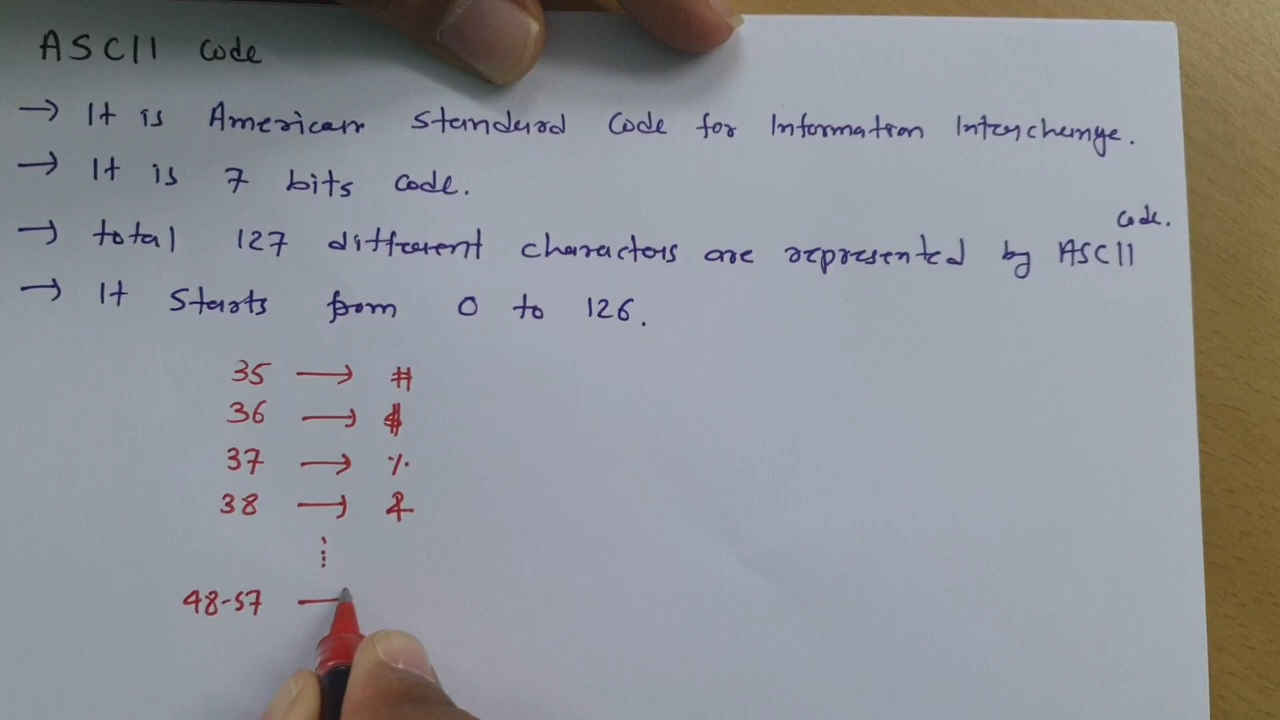 ASCII Code
→ It is American Standard Code for Information Interchange.
→ It is 7 bits code.
→ total 127 different charactors are represented by ASCII code.
→ It starts from 0 to 126.
35 → #
36 → $
37 → %
38 → &
⋮
48-57 —